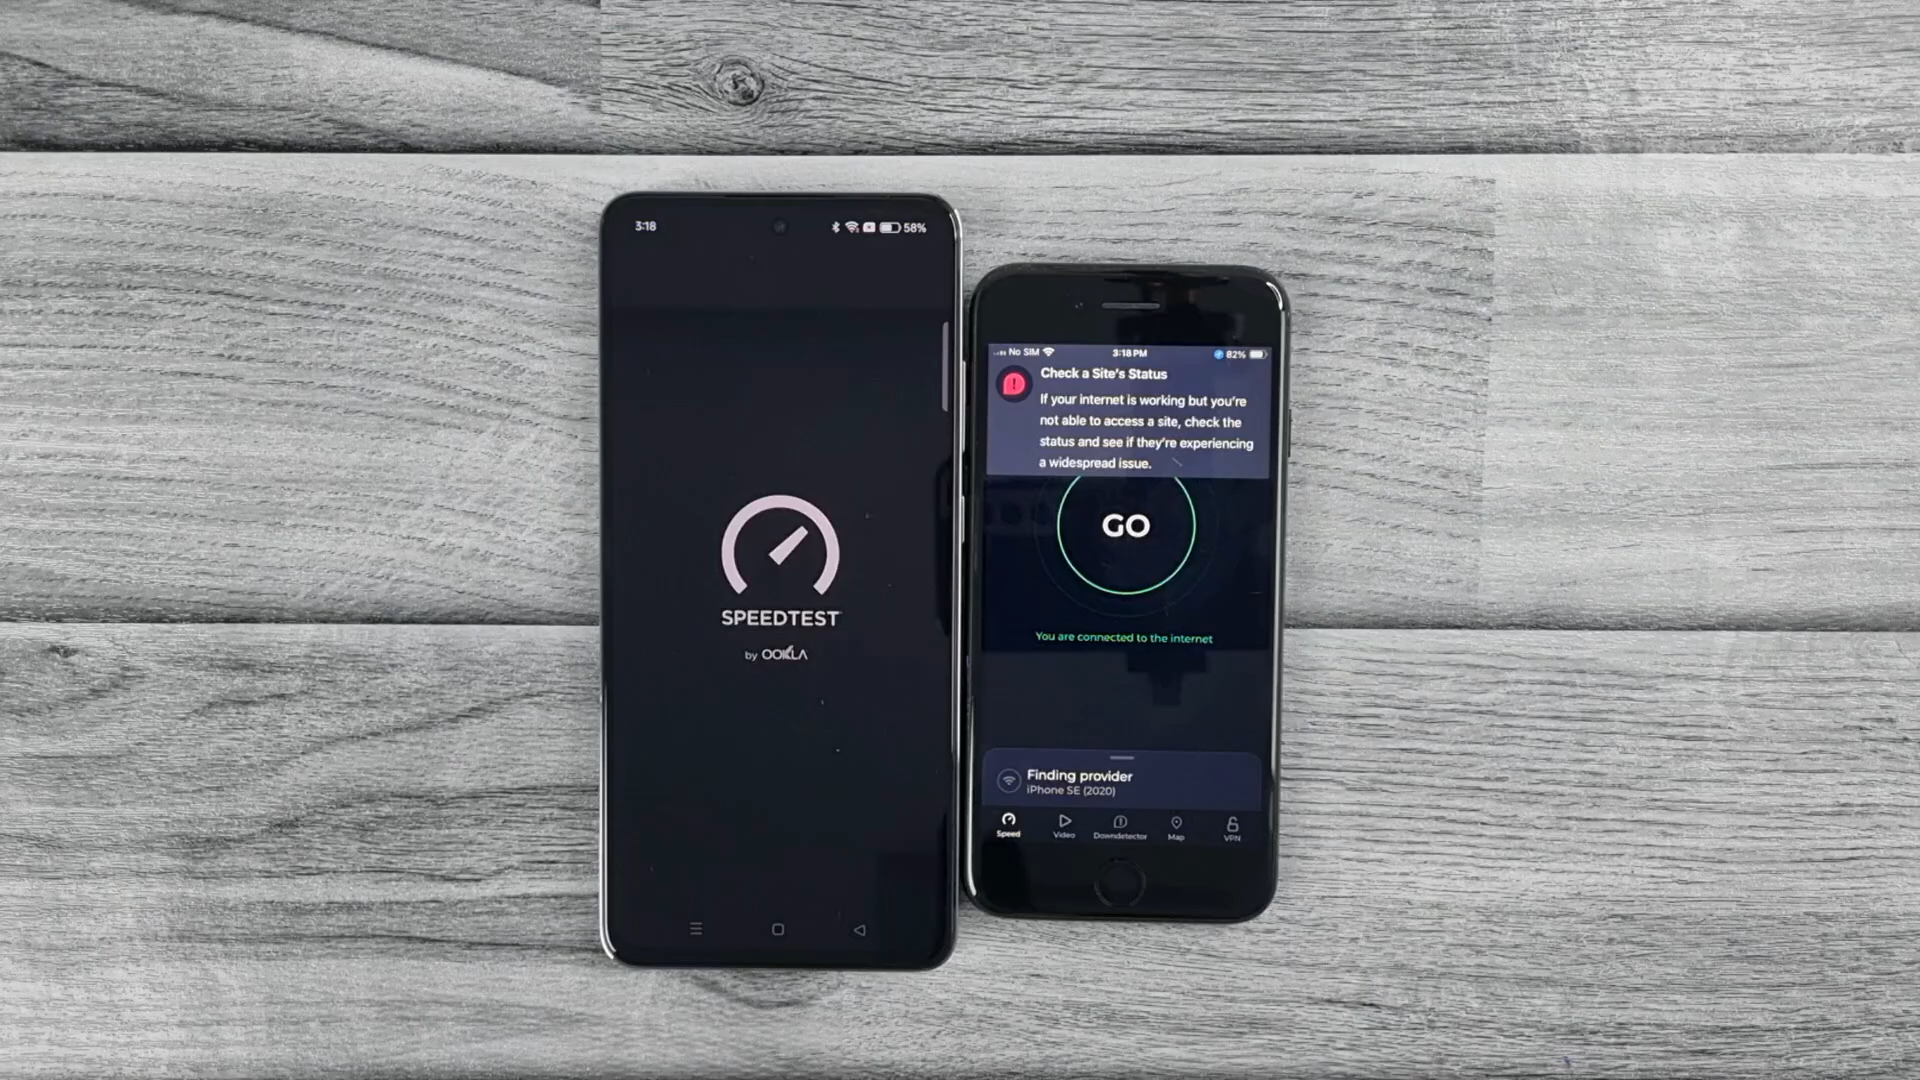 3:18
58%
SPEEDTEST
by OOKLA
No SIM
3:18 PM
82%
Check a Site's Status
If your internet is working but you're
not able to access a site, check the
status and see if they're experiencing
a widespread issue.
GO
You are connected to the internet
Finding provider
iPhone SE (2020)
Speed
Video
Downdetector
Map
VPN